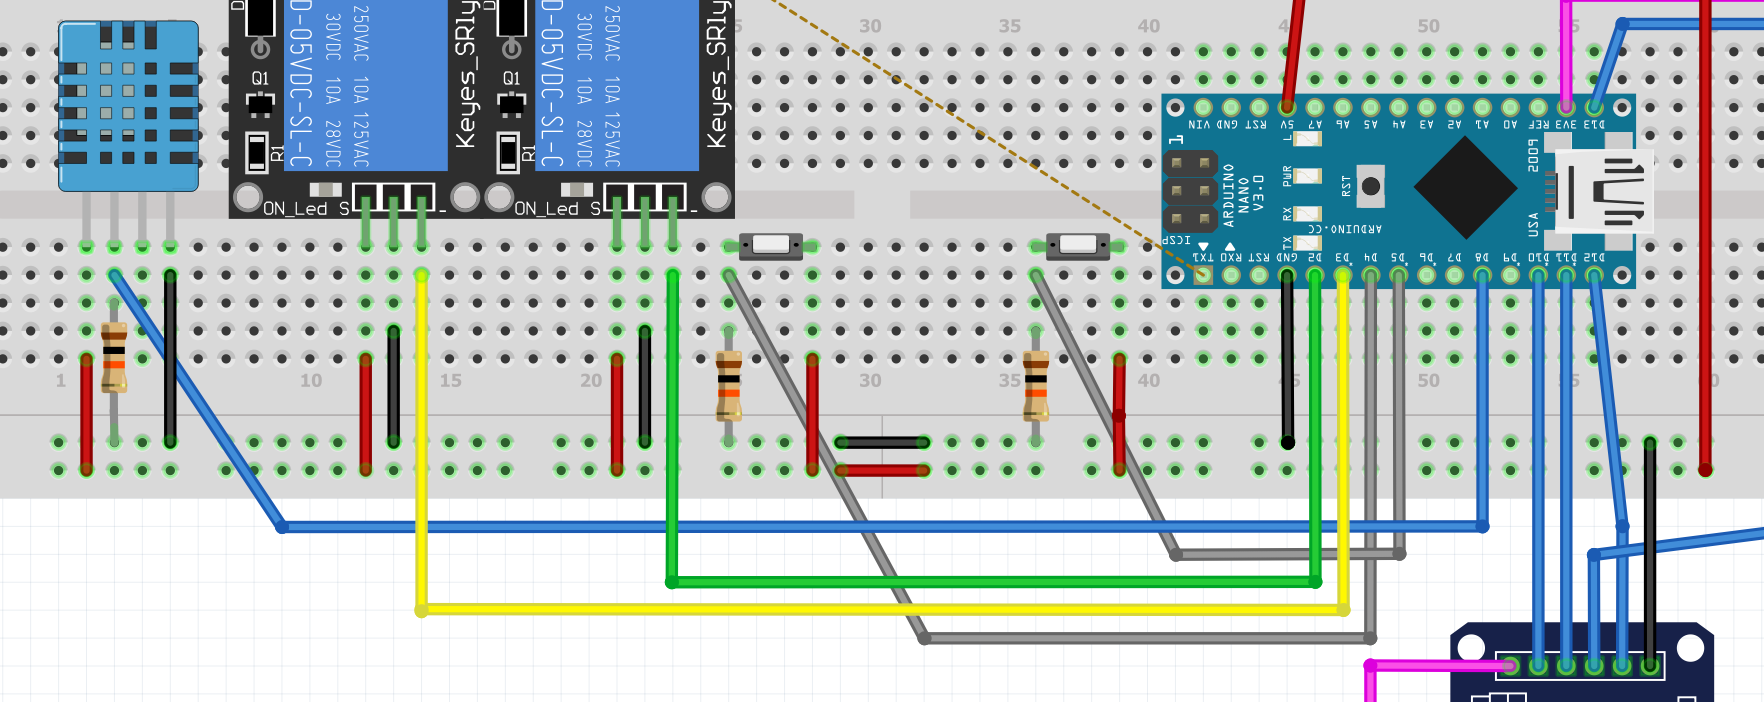 D-05VDC-SL-C
30VDC 10A 28VDC
250VAC 10A 125VAC
Keyes_SRly
Q1
R1
ON_Led S
-
D-05VDC-SL-C
30VDC 10A 28VDC
250VAC 10A 125VAC
Keyes_SRly
Q1
R1
ON_Led S
-
30 35 40 45 50 55
VIN GND RST 5V A7 A6 A5 A4 A3 A2 A1 A0 REF 3V3 D13
1
L
PWR
RX
TX
RST
ARDUINO
NANO
V3.0
ARDUINO.CC
ICSP
USA
TX1 RX0 RST GND D2 D3 D4 D5 D6 D7 D8 D9 D10 D11 D12
1 10 15 20 30 35 40 45 50 55 60